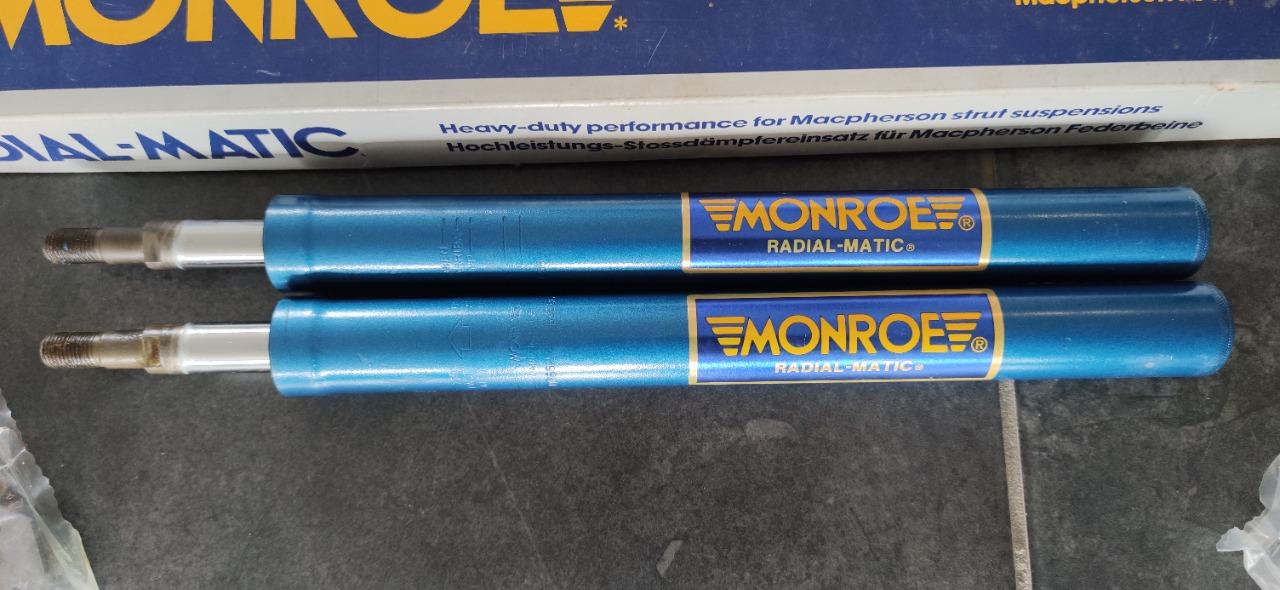 MONROE*
RADIAL-MATIC
Heavy-duty performance for Macpherson strut suspensions
Hochleistungs-Stossdämpfereinsatz für Macpherson Federbeine
MONROE®
RADIAL-MATIC®
MONROE®
RADIAL-MATIC®